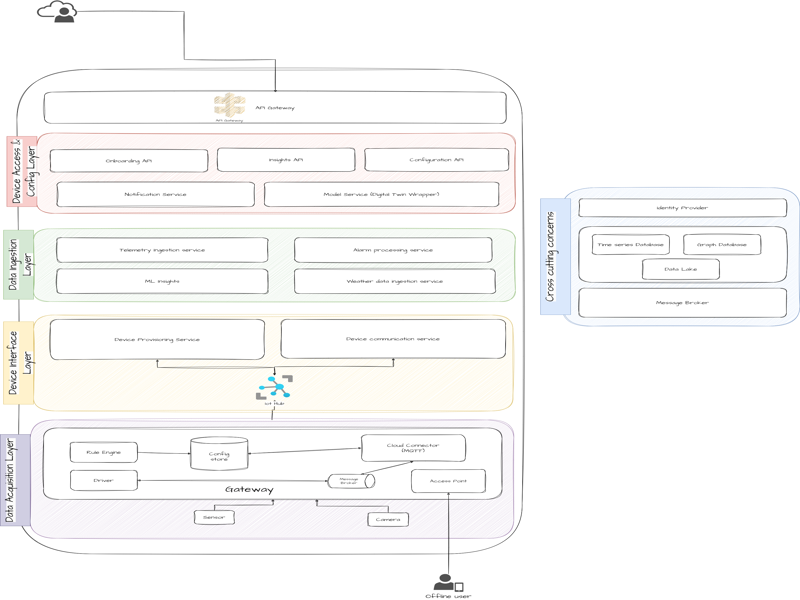 API Gateway
API Gateway
Device Access &
Config Layer
Onboarding API
Insights API
Configuration API
Notification Service
Model Service (Digital Twin Wrapper)
Data Ingestion
Layer
Telemetry Ingestion service
Alarm processing service
ML Insights
Weather data ingestion service
Device Interface
Layer
Device Provisioning Service
Device communication service
IoT Hub
Data Acquisition Layer
Rule Engine
Config
store
Cloud Connector
(MQTT)
Driver
Message
Broker
Access Point
Gateway
Sensor
Camera
Offline user
Cross cutting concerns
Identity Provider
Time series Database
Graph Database
Data Lake
Message Broker